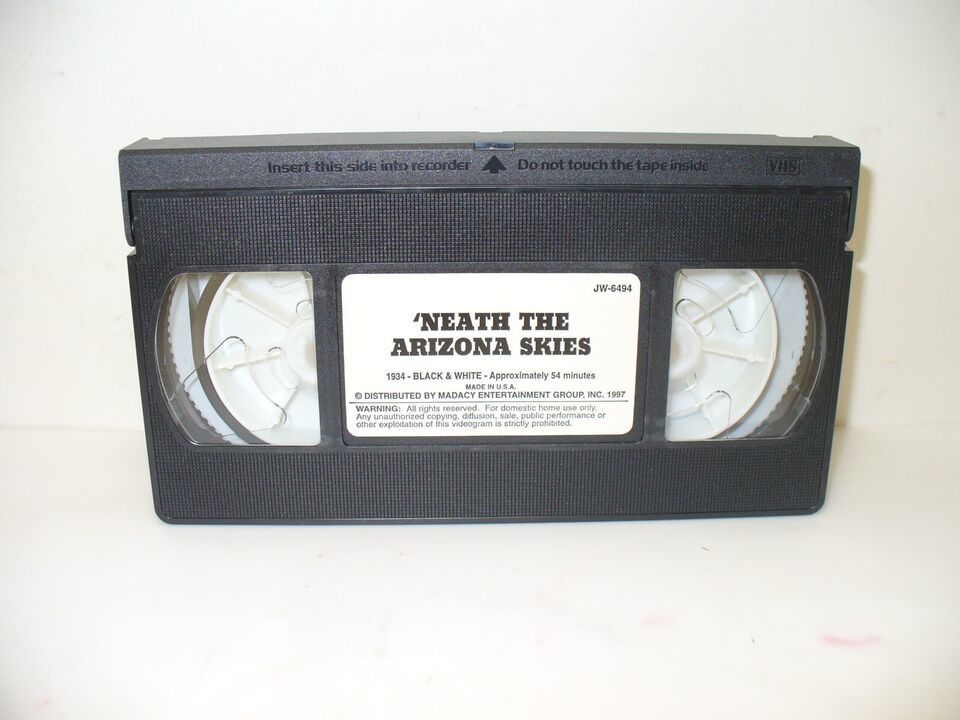 Insert this side into recorder Do not touch the tape inside VHS
JW-6494
'NEATH THE
ARIZONA SKIES
1934 - BLACK & WHITE - Approximately 54 minutes
MADE IN U.S.A.
© DISTRIBUTED BY MADACY ENTERTAINMENT GROUP, INC. 1997
WARNING: All rights reserved. For domestic home use only.
Any unauthorized copying, diffusion, sale, public performance or
other exploitation of this videogram is strictly prohibited.